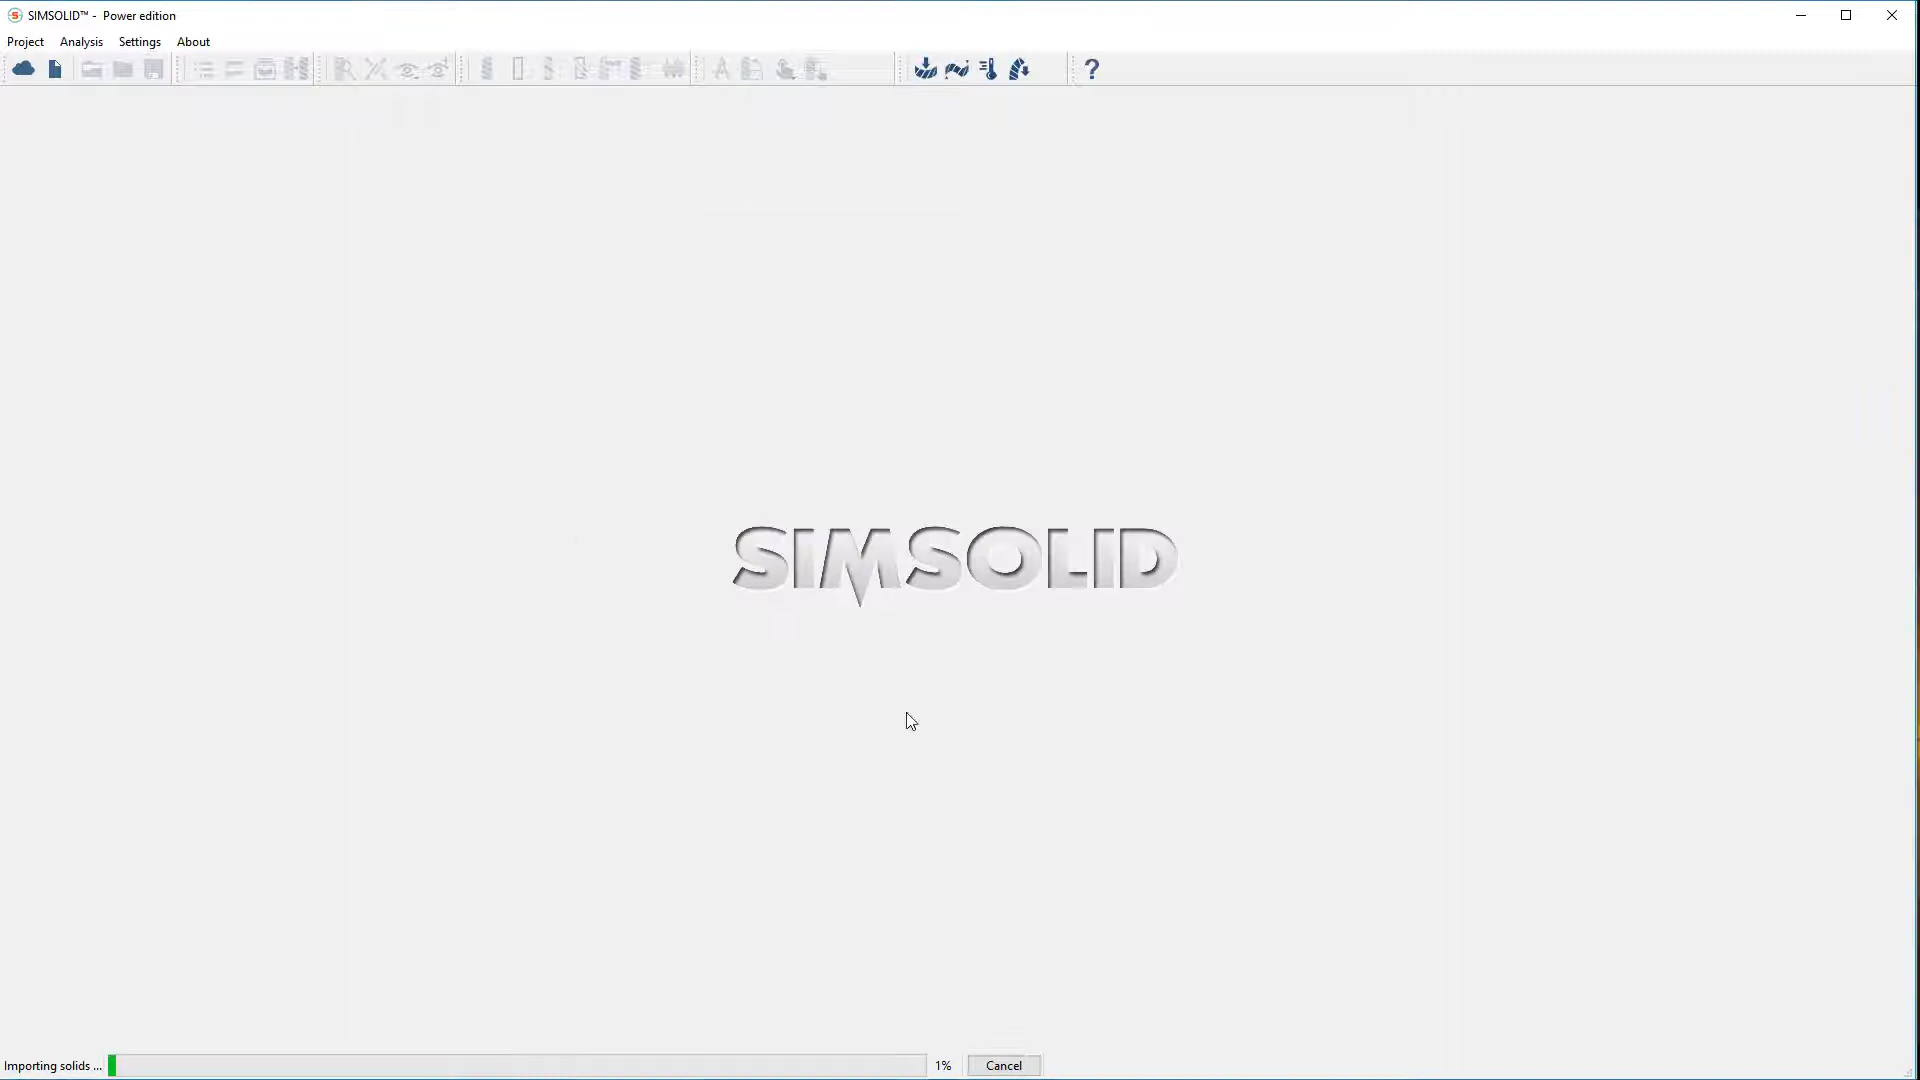 SIMSOLID™ - Power edition
Project Analysis Settings About
?
SIMSOLID
Importing solids ... 1% Cancel